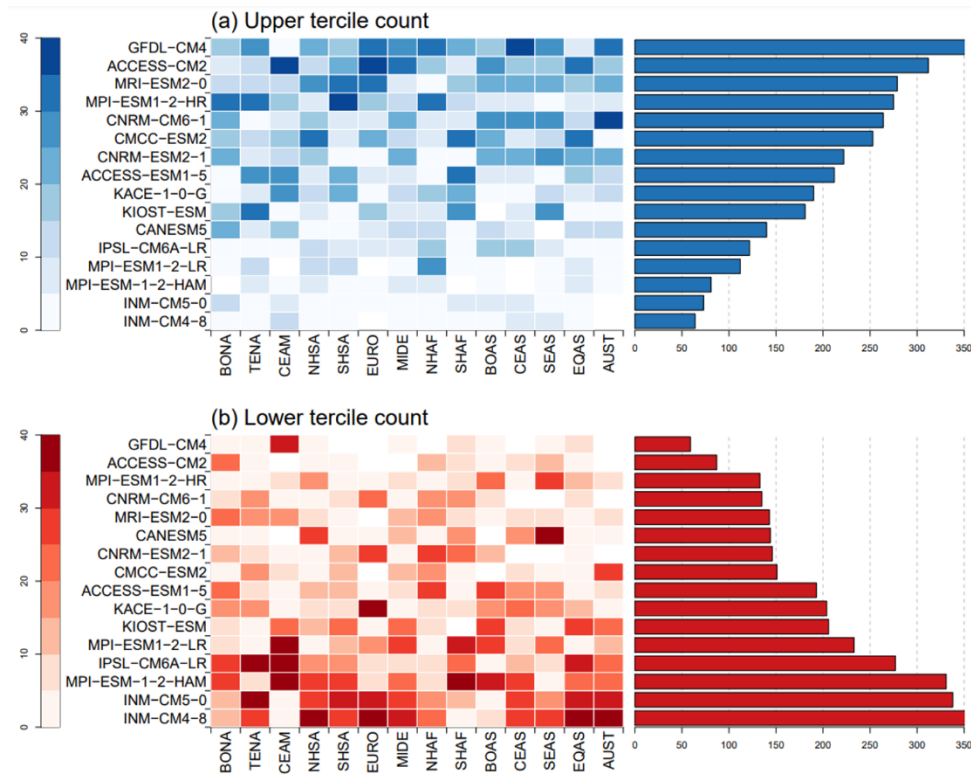 (a) Upper tercile count
40
30
20
10
0
GFDL−CM4
ACCESS−CM2
MRI−ESM2−0
MPI−ESM1−2−HR
CNRM−CM6−1
CMCC−ESM2
CNRM−ESM2−1
ACCESS−ESM1−5
KACE−1−0−G
KIOST−ESM
CANESM5
IPSL−CM6A−LR
MPI−ESM1−2−LR
MPI−ESM−1−2−HAM
INM−CM5−0
INM−CM4−8
BONA TENA CEAM NHSA SHSA EURO MIDE NHAF SHAF BOAS CEAS SEAS EQAS AUST
0 50 100 150 200 250 300 350
(b) Lower tercile count
40
30
20
10
0
GFDL−CM4
ACCESS−CM2
MPI−ESM1−2−HR
CNRM−CM6−1
MRI−ESM2−0
CANESM5
CNRM−ESM2−1
CMCC−ESM2
ACCESS−ESM1−5
KACE−1−0−G
KIOST−ESM
MPI−ESM1−2−LR
IPSL−CM6A−LR
MPI−ESM−1−2−HAM
INM−CM5−0
INM−CM4−8
BONA TENA CEAM NHSA SHSA EURO MIDE NHAF SHAF BOAS CEAS SEAS EQAS AUST
0 50 100 150 200 250 300 350